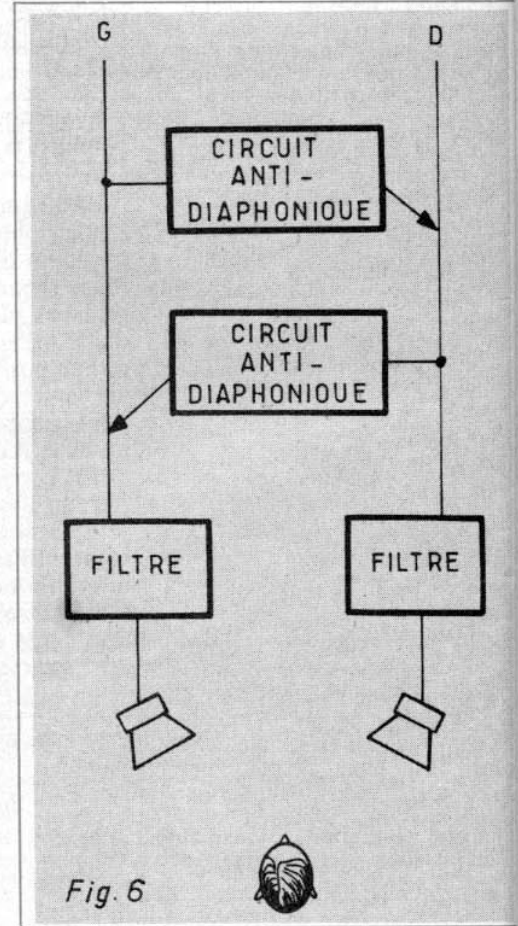 G D
CIRCUIT
ANTI-
DIAPHONIQUE
CIRCUIT
ANTI-
DIAPHONIQUE
FILTRE FILTRE
Fig. 6